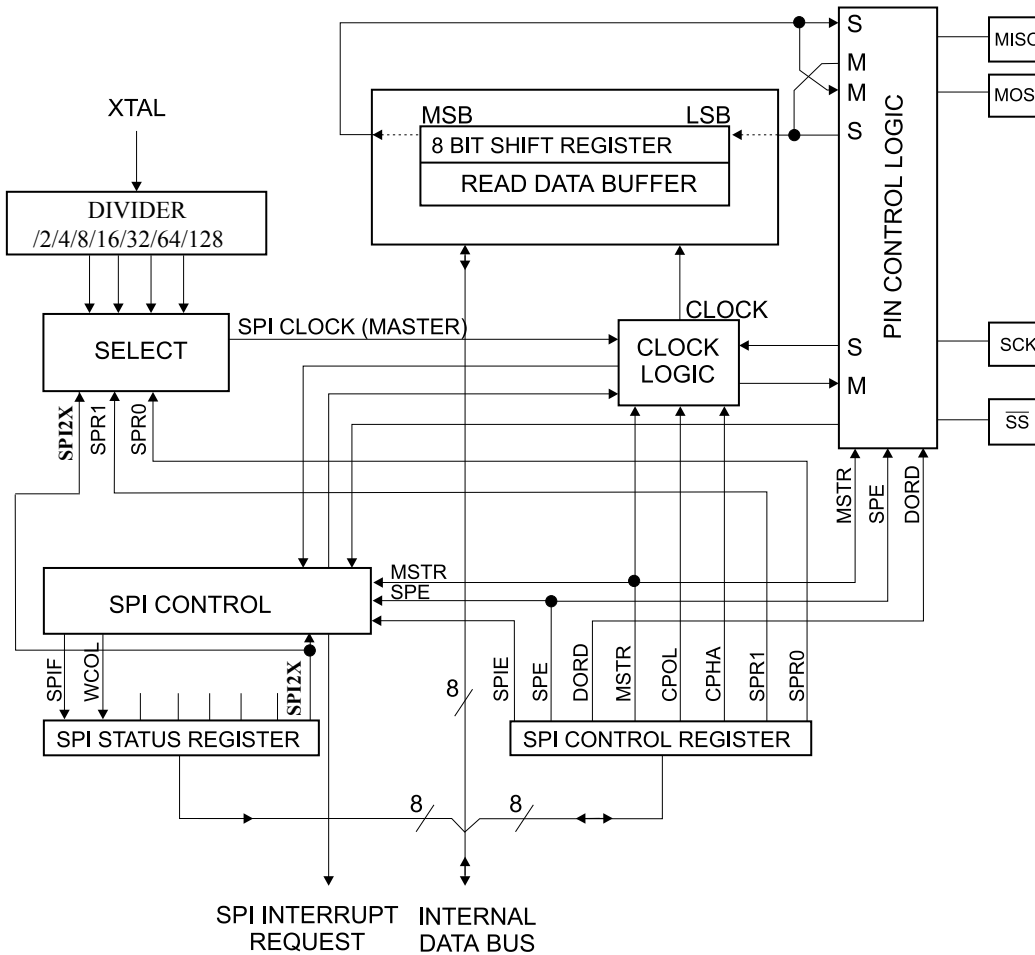 XTAL
DIVIDER
/2/4/8/16/32/64/128
SELECT
SPI2X
SPR1
SPR0
SPI CLOCK (MASTER)
MSB
LSB
8 BIT SHIFT REGISTER
READ DATA BUFFER
CLOCK
CLOCK
LOGIC
S
M
M
S
S
M
PIN CONTROL LOGIC
MISO
MOS
SCK
SS
MSTR
SPE
DORD
SPI CONTROL
MSTR
SPE
SPIF
WCOL
SPI2X
SPI STATUS REGISTER
8
SPIE
SPE
DORD
MSTR
CPOL
CPHA
SPR1
SPR0
SPI CONTROL REGISTER
8
8
SPI INTERRUPT
REQUEST
INTERNAL
DATA BUS